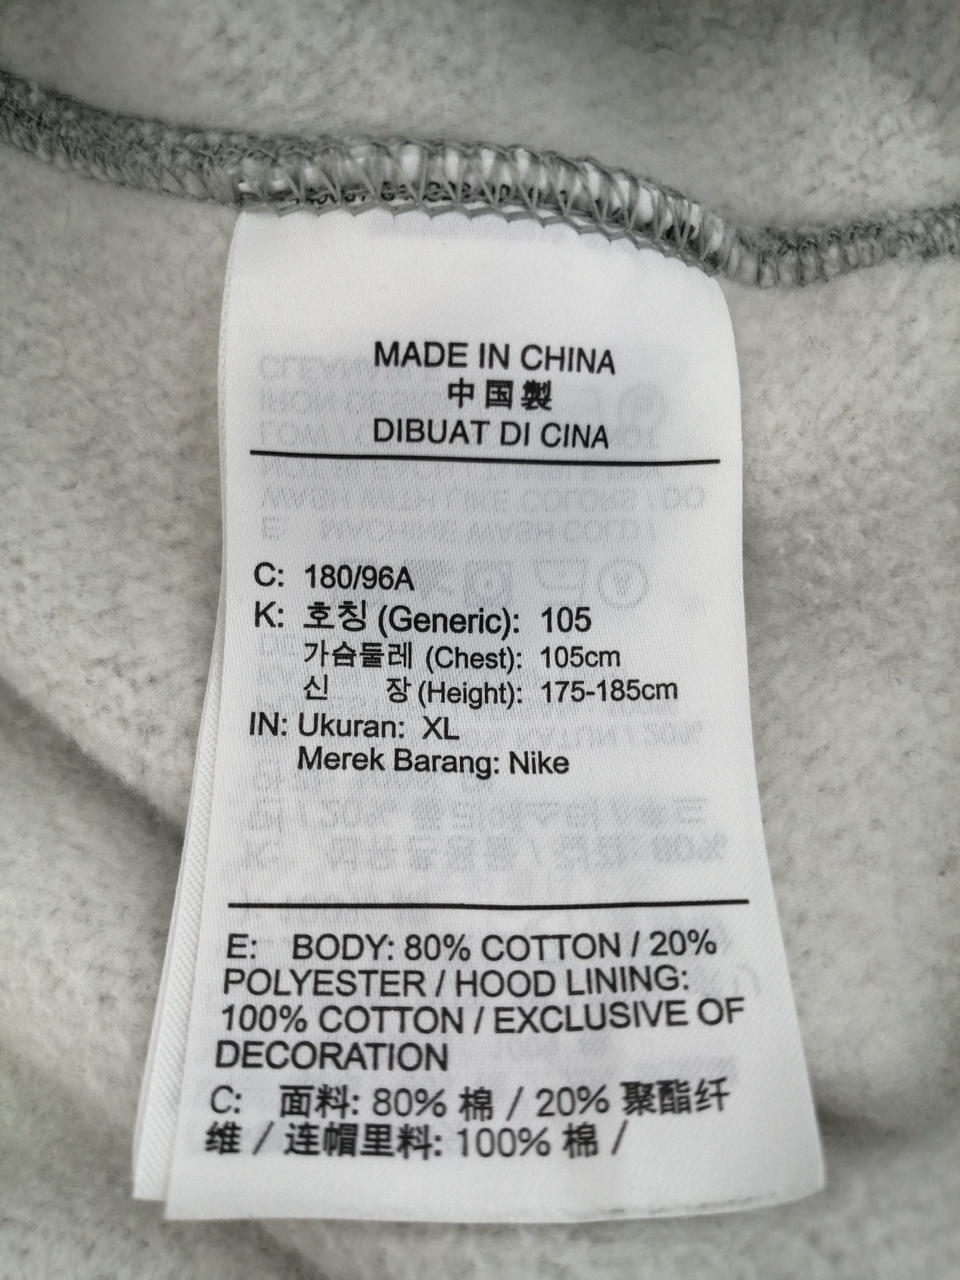 MADE IN CHINA
中国製
DIBUAT DI CINA
C: 180/96A
K: 호칭 (Generic): 105
가슴둘레 (Chest): 105cm
신 장 (Height): 175-185cm
IN: Ukuran: XL
Merek Barang: Nike
E: BODY: 80% COTTON / 20%
POLYESTER / HOOD LINING:
100% COTTON / EXCLUSIVE OF
DECORATION
C: 面料: 80% 棉 / 20% 聚酯纤
维 / 连帽里料: 100% 棉 /